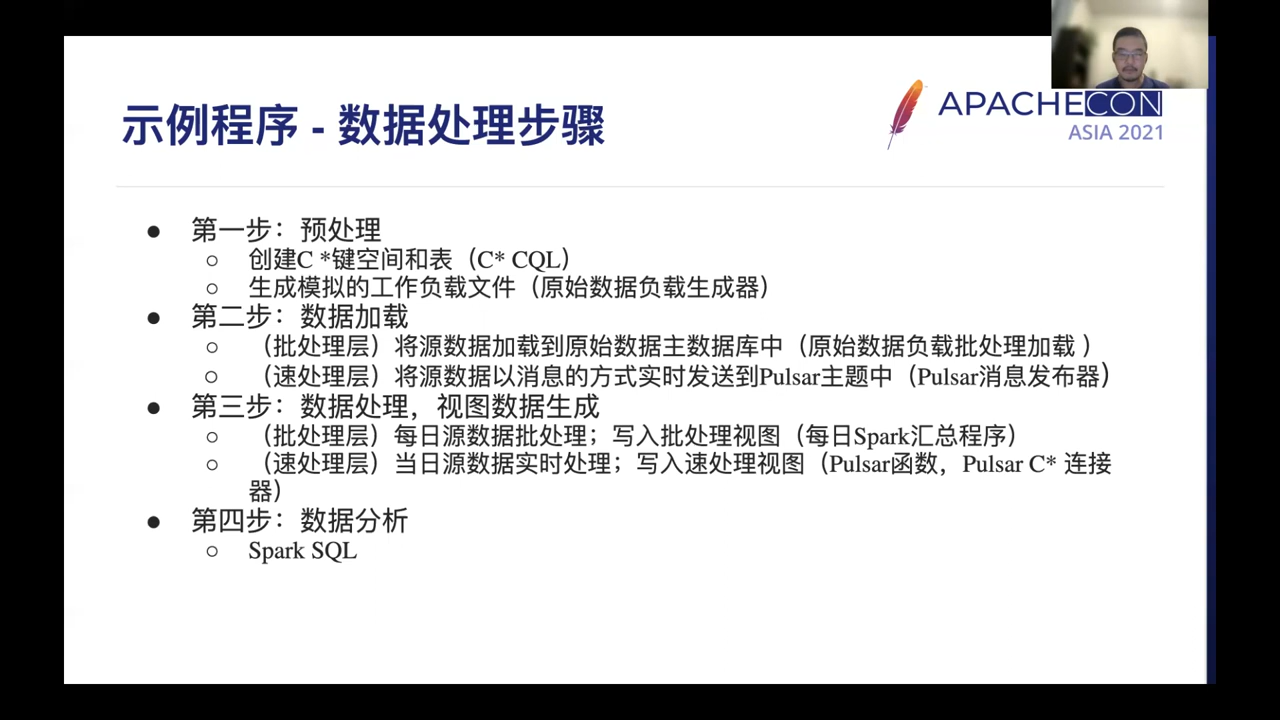 示例程序 - 数据处理步骤
APACHECON
ASIA 2021
● 第一步：预处理
○ 创建C *键空间和表（C* CQL）
○ 生成模拟的工作负载文件（原始数据负载生成器）
● 第二步：数据加载
○ （批处理层）将源数据加载到原始数据主数据库中（原始数据负载批处理加载 ）
○ （速处理层）将源数据以消息的方式实时发送到Pulsar主题中（Pulsar消息发布器）
● 第三步：数据处理，视图数据生成
○ （批处理层）每日源数据批处理；写入批处理视图（每日Spark汇总程序）
○ （速处理层）当日源数据实时处理；写入速处理视图（Pulsar函数，Pulsar C* 连接
器）
● 第四步：数据分析
○ Spark SQL